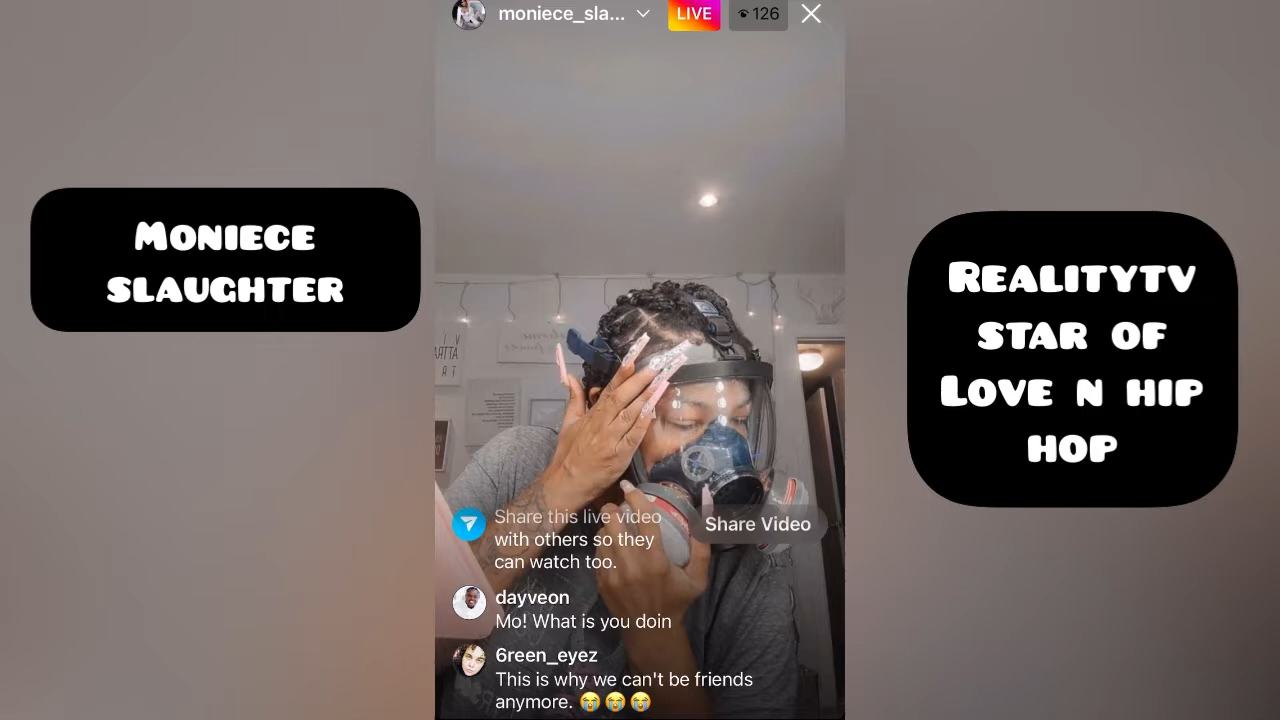 moniece_sla...
LIVE
126
Moniece
slaughter
Realitytv
star of
Love n hip
hop
Share this live video
with others so they
can watch too.
Share Video
dayveon
Mo! What is you doin
6reen_eyez
This is why we can't be friends
anymore. 😭😭😭